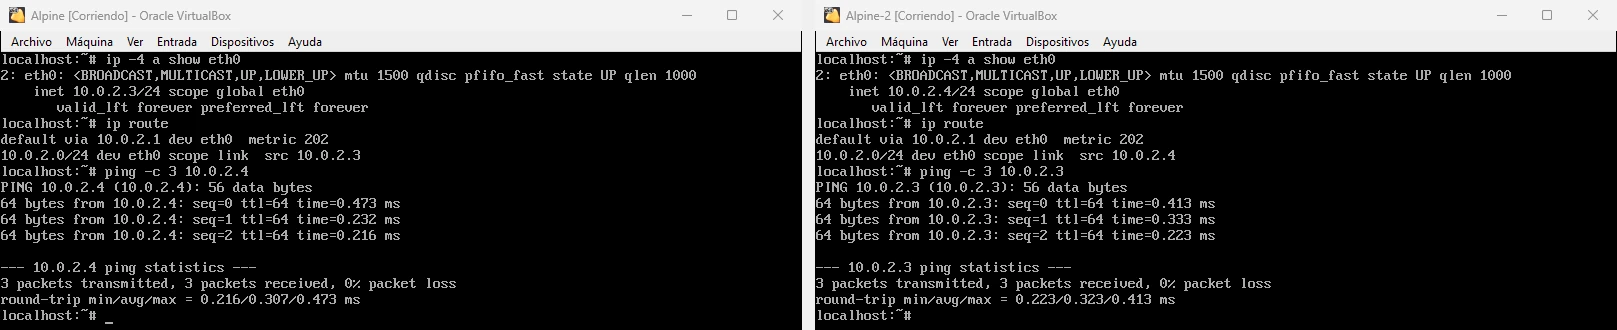 Alpine [Corriendo] - Oracle VirtualBox
Archivo Máquina Ver Entrada Dispositivos Ayuda
localhost:~# ip -4 a show eth0
2: eth0: <BROADCAST,MULTICAST,UP,LOWER_UP> mtu 1500 qdisc pfifo_fast state UP qlen 1000
    inet 10.0.2.3/24 scope global eth0
       valid_lft forever preferred_lft forever
localhost:~# ip route
default via 10.0.2.1 dev eth0  metric 202
10.0.2.0/24 dev eth0 scope link  src 10.0.2.3
localhost:~# ping -c 3 10.0.2.4
PING 10.0.2.4 (10.0.2.4): 56 data bytes
64 bytes from 10.0.2.4: seq=0 ttl=64 time=0.473 ms
64 bytes from 10.0.2.4: seq=1 ttl=64 time=0.232 ms
64 bytes from 10.0.2.4: seq=2 ttl=64 time=0.216 ms
--- 10.0.2.4 ping statistics ---
3 packets transmitted, 3 packets received, 0% packet loss
round-trip min/avg/max = 0.216/0.307/0.473 ms
localhost:~# _
Alpine-2 [Corriendo] - Oracle VirtualBox
Archivo Máquina Ver Entrada Dispositivos Ayuda
localhost:~# ip -4 a show eth0
2: eth0: <BROADCAST,MULTICAST,UP,LOWER_UP> mtu 1500 qdisc pfifo_fast state UP qlen 1000
    inet 10.0.2.4/24 scope global eth0
       valid_lft forever preferred_lft forever
localhost:~# ip route
default via 10.0.2.1 dev eth0  metric 202
10.0.2.0/24 dev eth0 scope link  src 10.0.2.4
localhost:~# ping -c 3 10.0.2.3
PING 10.0.2.3 (10.0.2.3): 56 data bytes
64 bytes from 10.0.2.3: seq=0 ttl=64 time=0.413 ms
64 bytes from 10.0.2.3: seq=1 ttl=64 time=0.333 ms
64 bytes from 10.0.2.3: seq=2 ttl=64 time=0.223 ms
--- 10.0.2.3 ping statistics ---
3 packets transmitted, 3 packets received, 0% packet loss
round-trip min/avg/max = 0.223/0.323/0.413 ms
localhost:~#